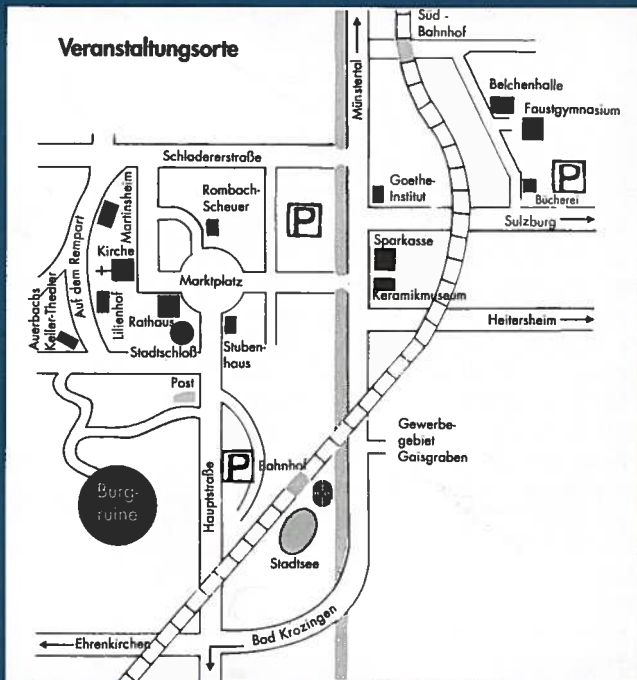 Veranstaltungsorte
Süd -
Bahnhof
Münstertal
Belchenhalle
Faustgymnasium
P
Bücherei
Schladererstraße
Rombach-
Scheuer
P
Goethe-
Institut
Sulzburg
Martinsheim
Kirche
Auf dem Rempart
Marktplatz
Sparkasse
Keramikmuseum
Lilienhof
Rathaus
Auerbachs
Keller-Theater
Stadtschloß
Stuben-
haus
Heitersheim
Post
Gewerbe-
gebiet
Gaisgraben
P
Bahnhof
Burg-
ruine
Hauptstraße
Stadtsee
Bad Krozingen
Ehrenkirchen